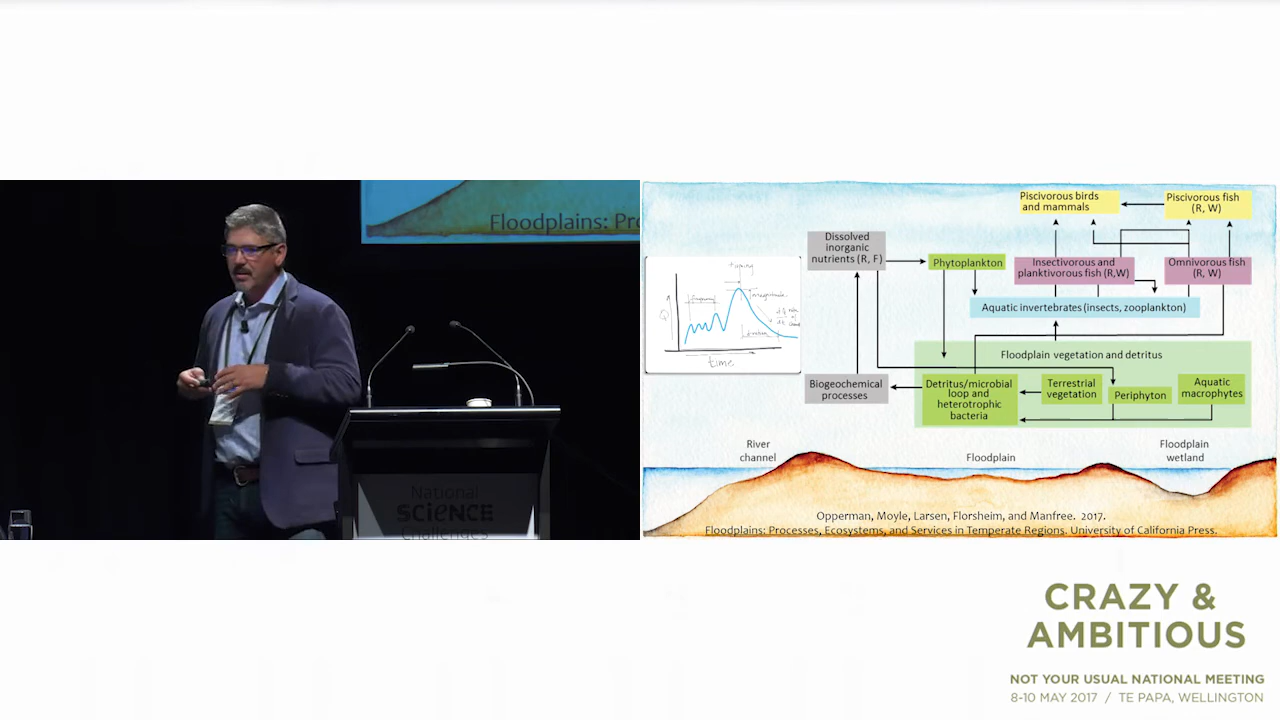 Floodplains: Pr
National
SCIENCE
Challenges
Piscivorous birds
and mammals
Piscivorous fish
(R, W)
Dissolved
inorganic
nutrients (R, F)
Phytoplankton
Insectivorous and
planktivorous fish (R,W)
Omnivorous fish
(R, W)
Aquatic invertebrates (insects, zooplankton)
timing
magnitude
duration
Q
time
Floodplain vegetation and detritus
Biogeochemical
processes
Detritus/microbial
loop and
heterotrophic
bacteria
Terrestrial
vegetation
Periphyton
Aquatic
macrophytes
River
channel
Floodplain
Floodplain
wetland
Opperman, Moyle, Larsen, Florsheim, and Manfree. 2017.
Floodplains: Processes, Ecosystems, and Services in Temperate Regions. University of California Press.
CRAZY &
AMBITIOUS
NOT YOUR USUAL NATIONAL MEETING
8-10 MAY 2017 / TE PAPA, WELLINGTON